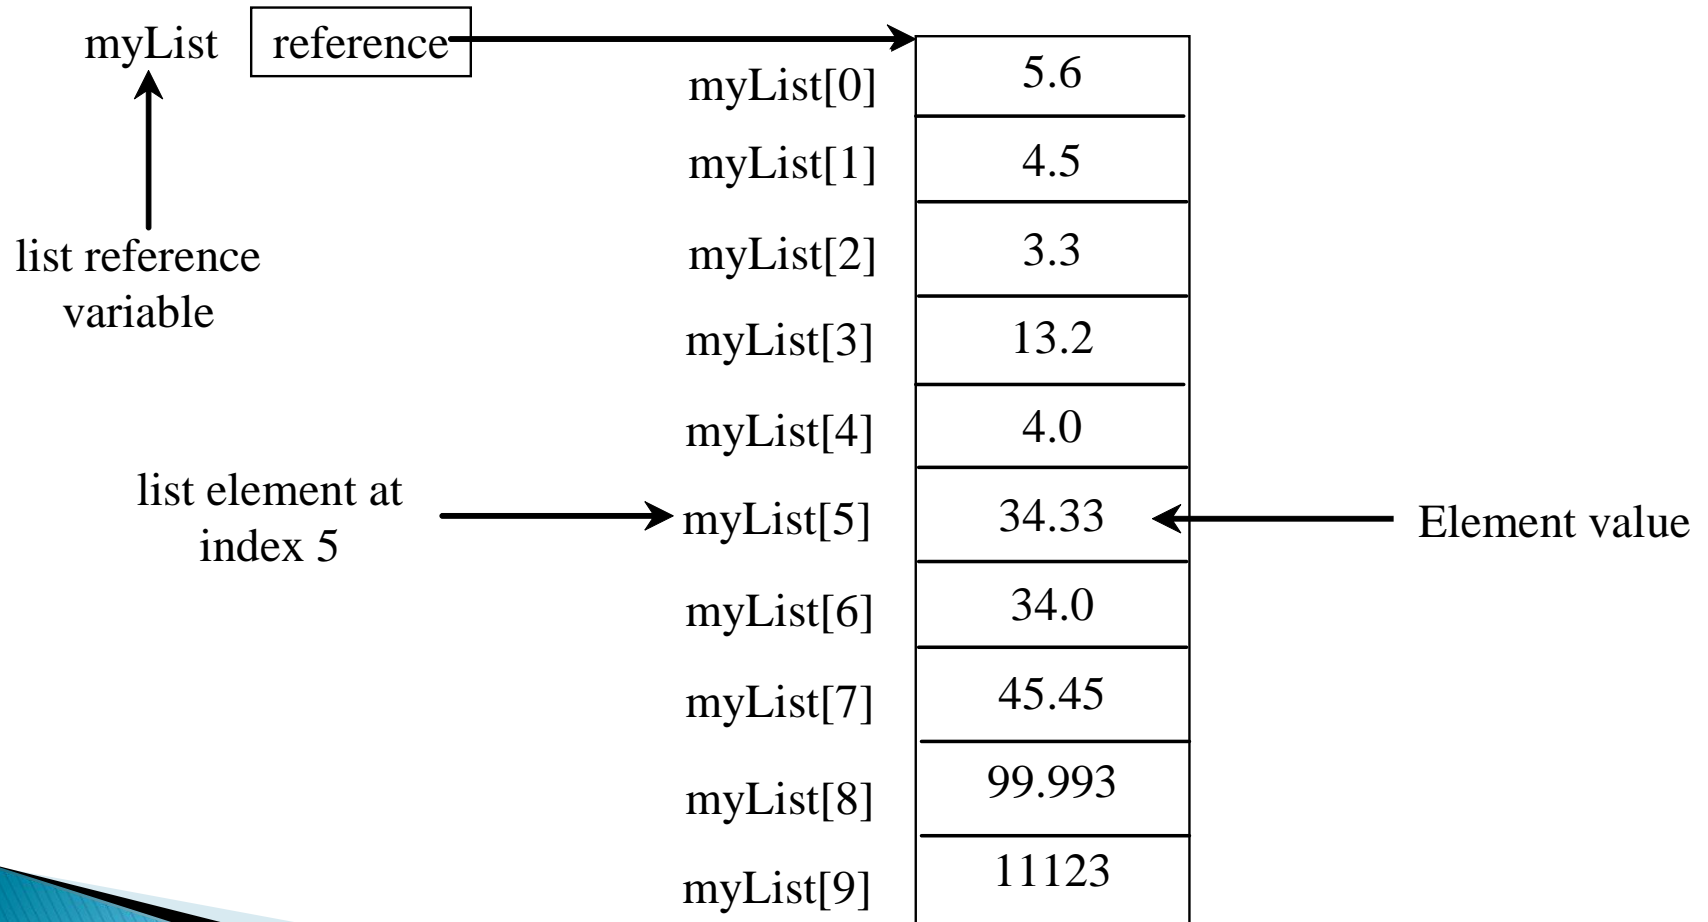 myList reference
myList[0] 5.6
myList[1] 4.5
list reference
variable
myList[2] 3.3
myList[3] 13.2
myList[4] 4.0
list element at
index 5
myList[5] 34.33 Element value
myList[6] 34.0
myList[7] 45.45
myList[8] 99.993
myList[9] 11123